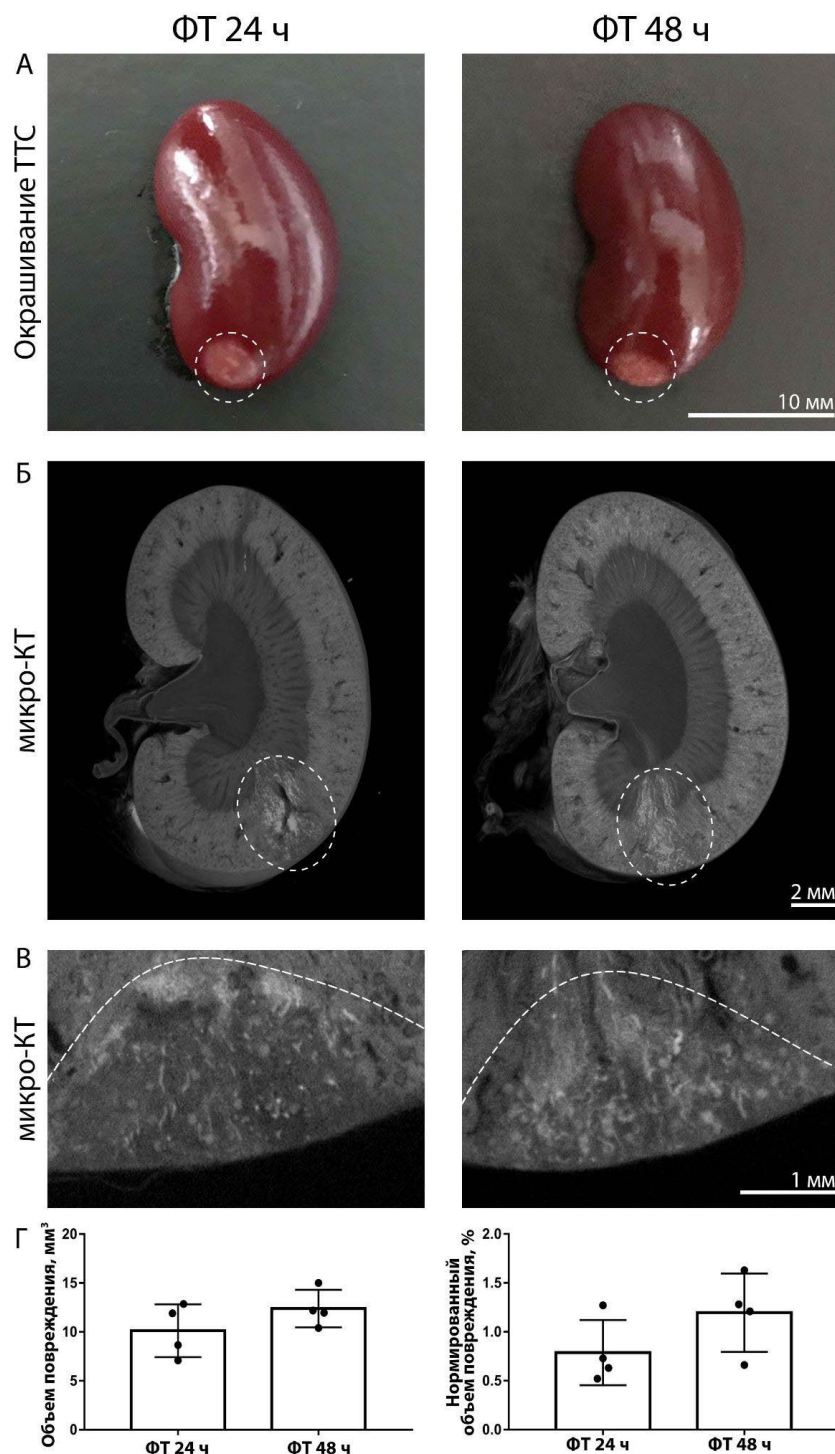 ФТ 24 ч
ФТ 48 ч
А
Окрашивание ТТС
10 мм
Б
микро-КТ
2 мм
В
микро-КТ
1 мм
Г
Объем повреждения, мм³
20
15
10
5
0
ФТ 24 ч
ФТ 48 ч
Нормированный
объем повреждения, %
2.0
1.5
1.0
0.5
0.0
ФТ 24 ч
ФТ 48 ч